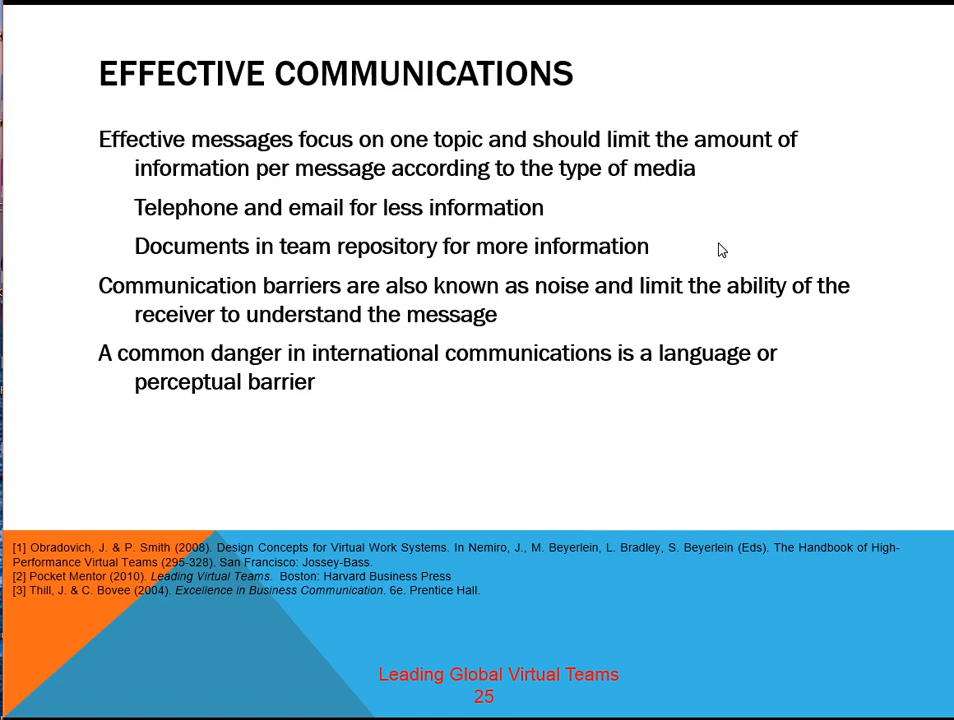 EFFECTIVE COMMUNICATIONS
Effective messages focus on one topic and should limit the amount of
information per message according to the type of media
Telephone and email for less information
Documents in team repository for more information
Communication barriers are also known as noise and limit the ability of the
receiver to understand the message
A common danger in international communications is a language or
perceptual barrier
[1] Obradovich, J. & P. Smith (2008). Design Concepts for Virtual Work Systems. In Nemiro, J., M. Beyerlein, L. Bradley, S. Beyerlein (Eds). The Handbook of High-
Performance Virtual Teams (295-328). San Francisco: Jossey-Bass.
[2] Pocket Mentor (2010). Leading Virtual Teams. Boston: Harvard Business Press
[3] Thill, J. & C. Bovee (2004). Excellence in Business Communication. 6e. Prentice Hall.
Leading Global Virtual Teams
25